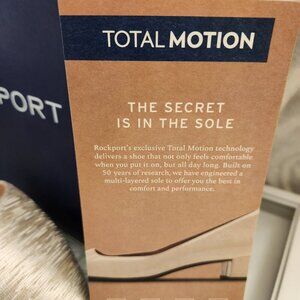 TOTAL MOTION
PORT
THE SECRET
IS IN THE SOLE
Rockport's exclusive Total Motion technology
delivers a shoe that not only feels comfortable
when you put it on, but all day long. Built on
50 years of research, we have engineered a
multi-layered sole to offer you the best in
comfort and performance.